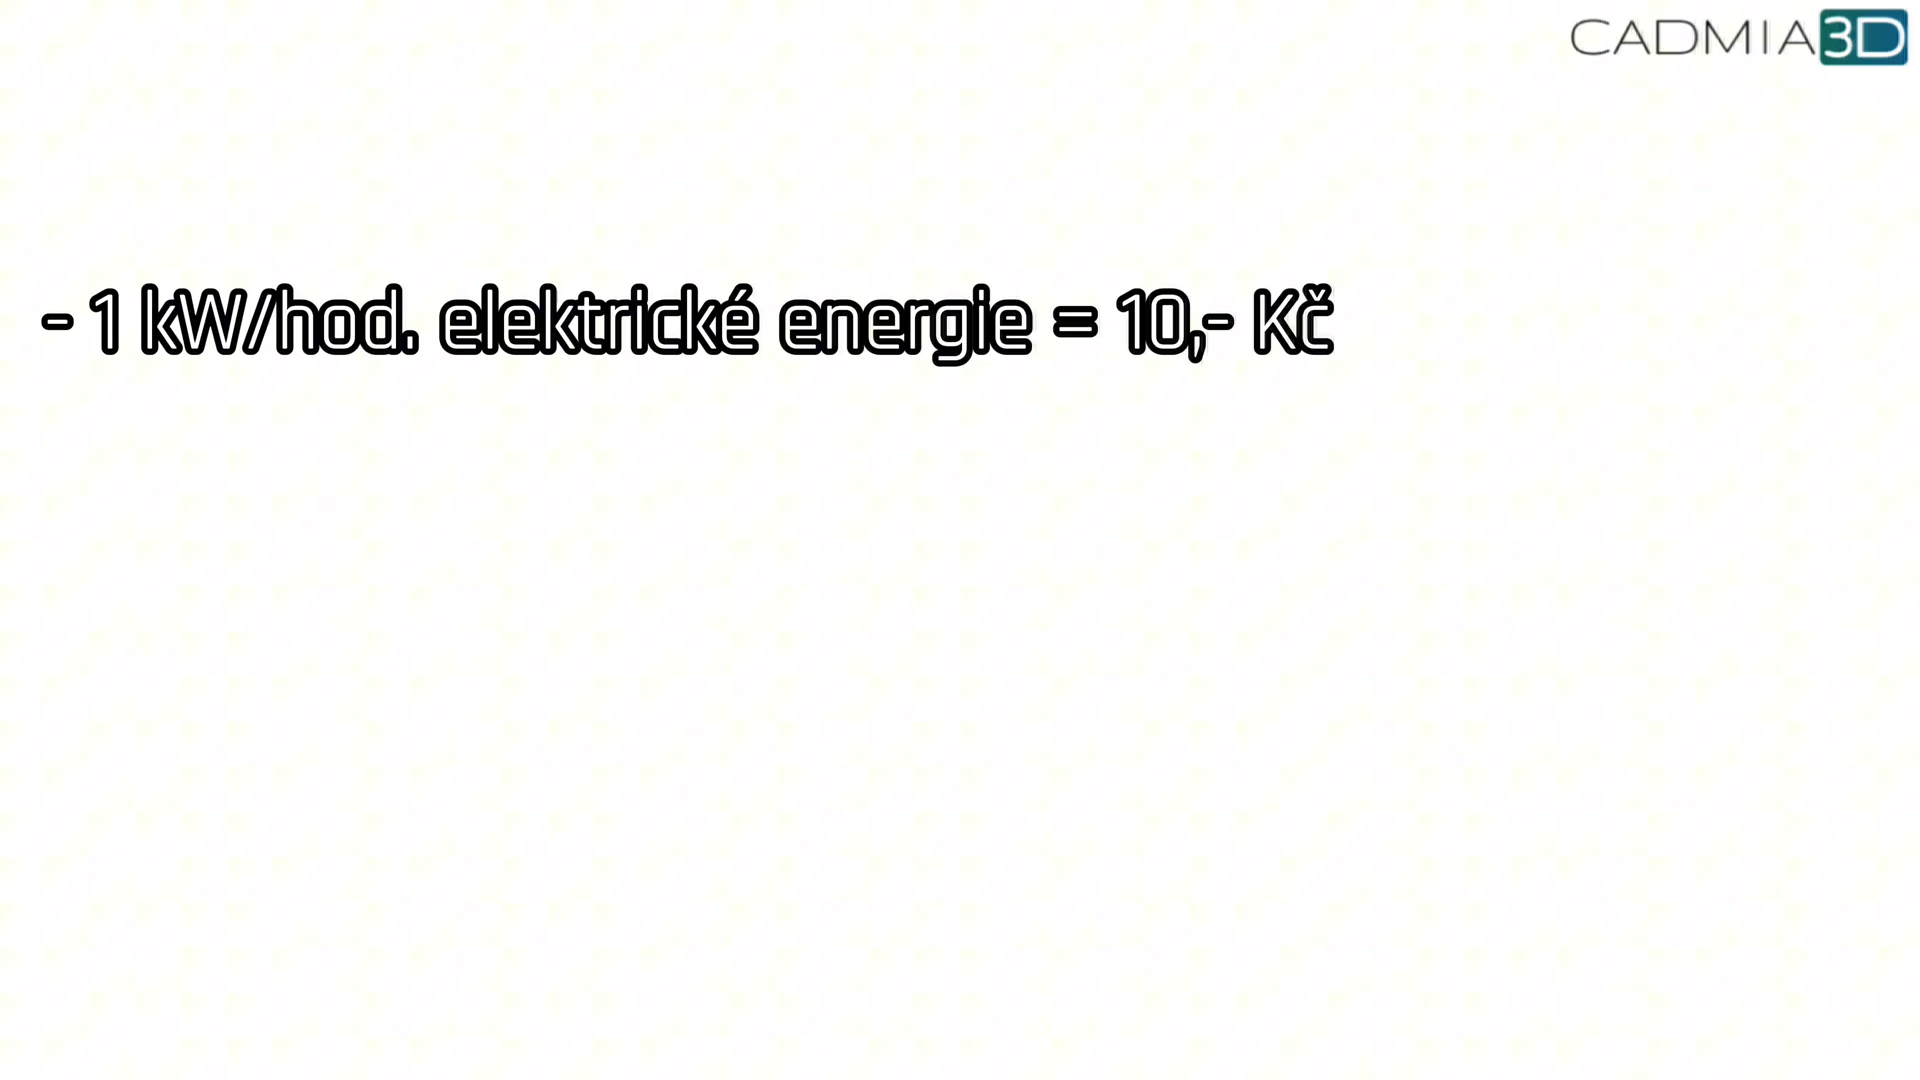 CADMIA3D
- 1 kW/hod. elektrické energie = 10,- Kč